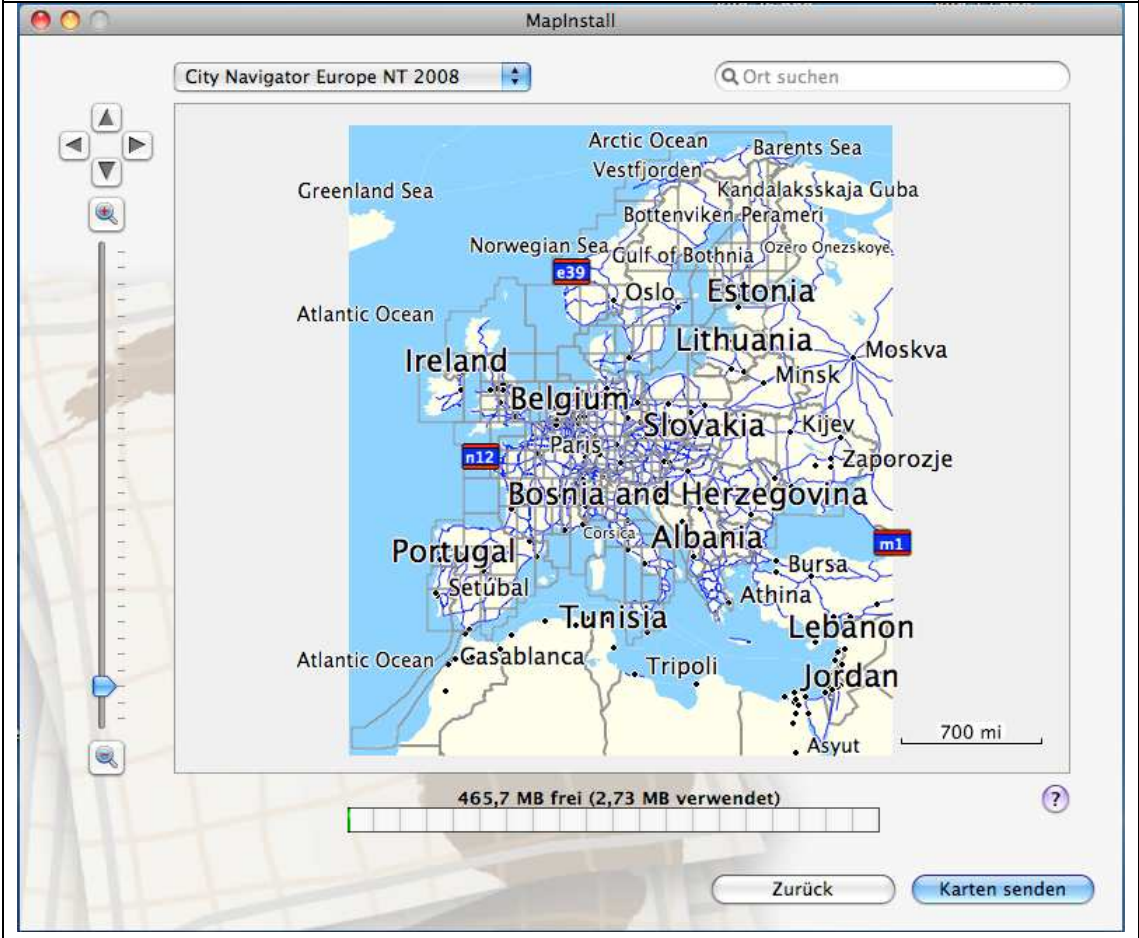 MapInstall
City Navigator Europe NT 2008
Ort suchen
Arctic Ocean
Barents Sea
Vestfjorden
Greenland Sea
Kandalaksskaja Guba
Bottenviken Perameri
Norwegian Sea
Gulf of Bothnia
(Ozero Onezskoye
e39
Oslo
Estonia
Atlantic Ocean
Lithuania
Moskva
Ireland
Minsk
Belgium
Slovakia
Kijev
Paris
n12
Zaporozje
Bosnia and Herzegovina
Corsica
Albania
m1
Portugal
Bursa
Setúbal
Athina
Tunisia
Lebanon
Atlantic Ocean
Casablanca
Tripoli
Jordan
700 mi
Asyut
465,7 MB frei (2,73 MB verwendet)
?
Zurück
Karten senden